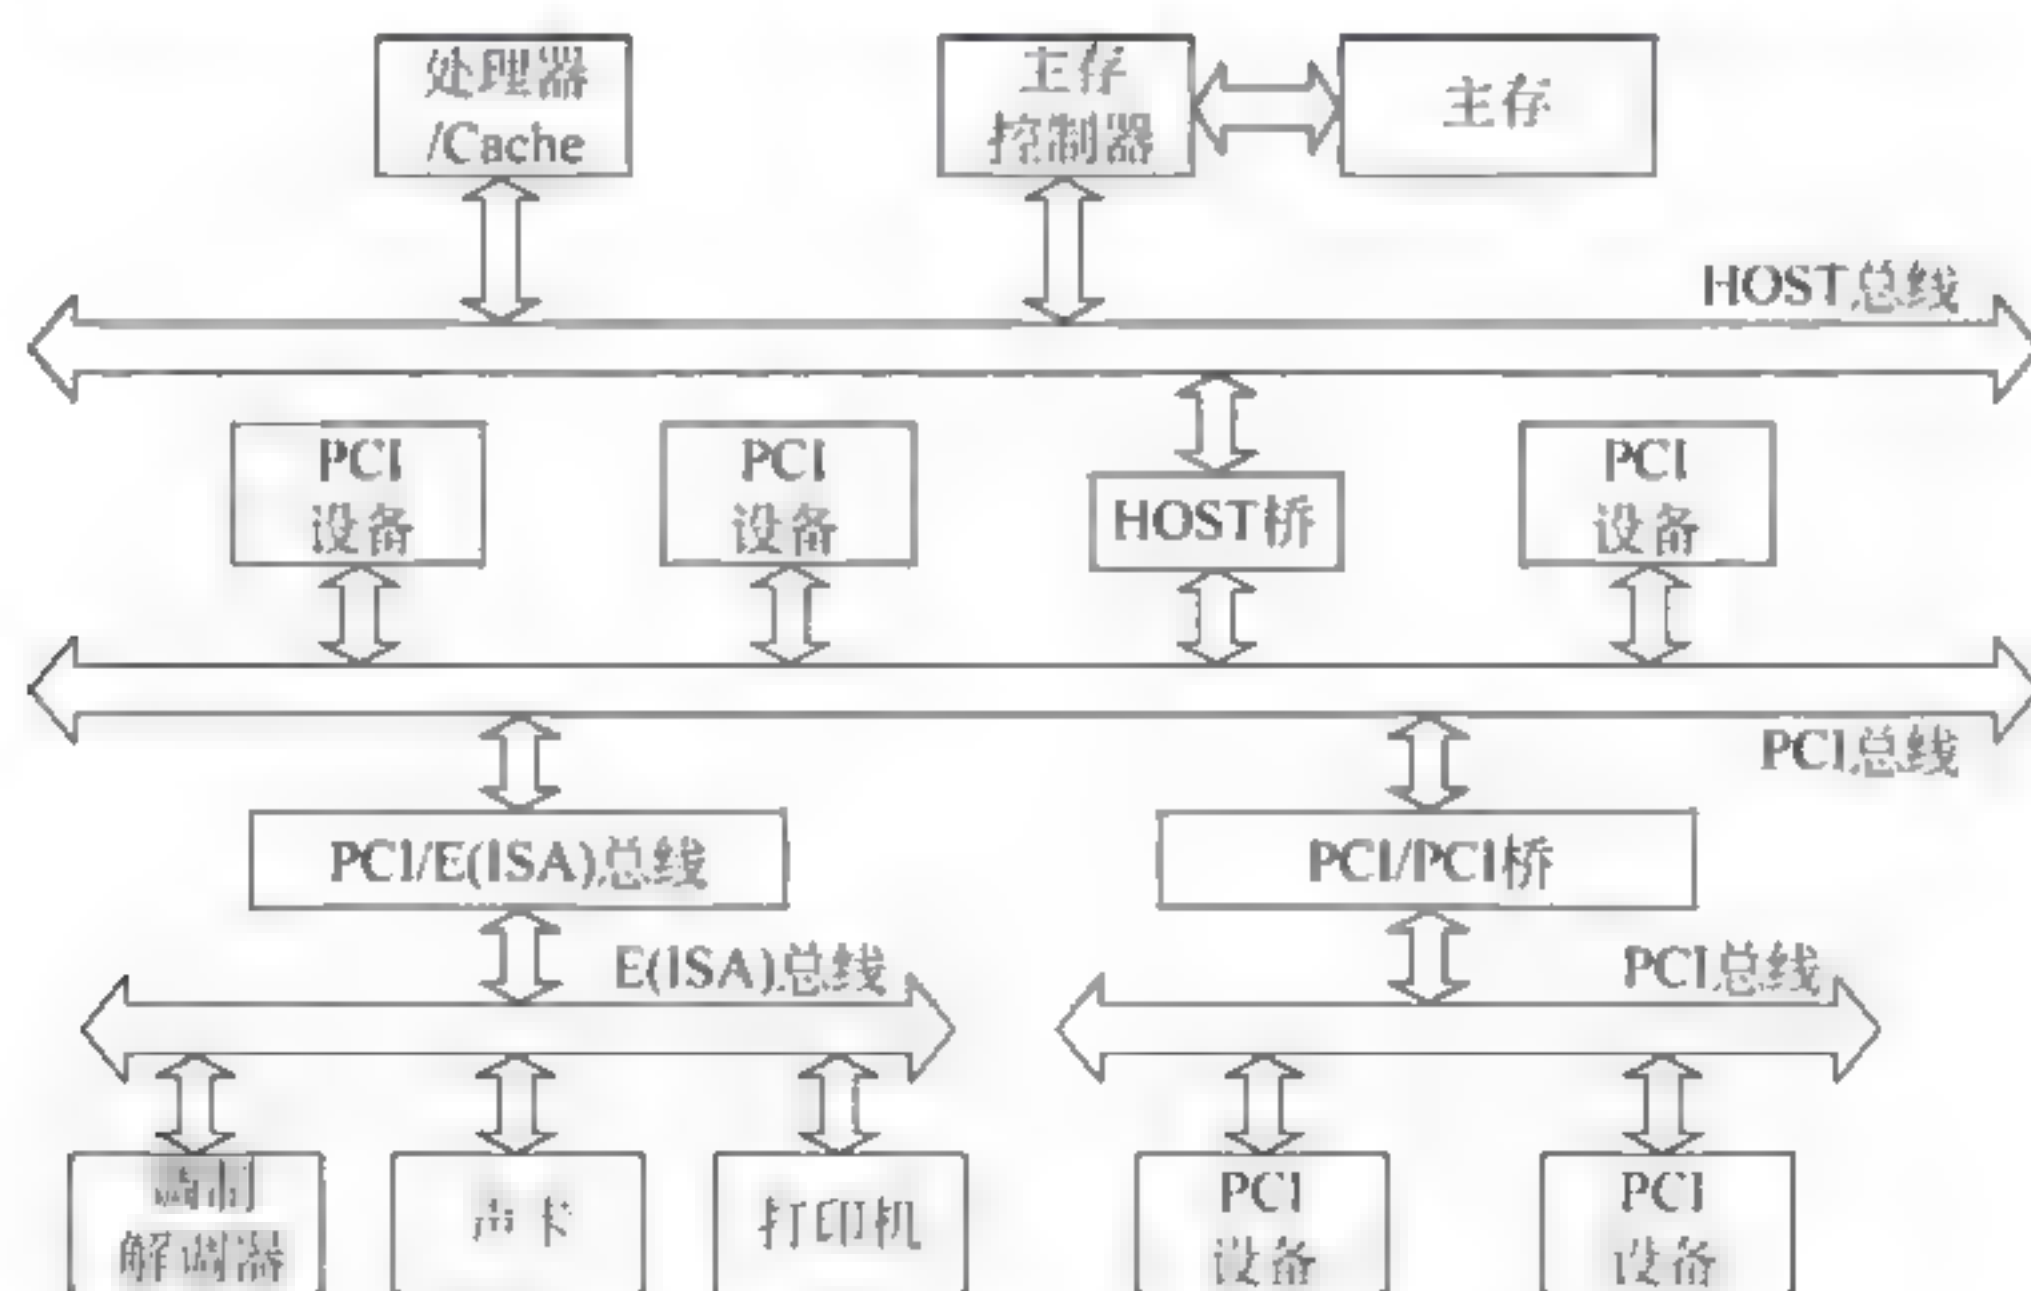 处理器
/Cache
主存
控制器
主存
HOST总线
PCI
设备
PCI
设备
HOST桥
PCI
设备
PCI总线
PCI/E(ISA)总线
PCI/PCI桥
E(ISA)总线
PCI总线
解调器
声卡
打印机
PCI
设备
PCI
设备